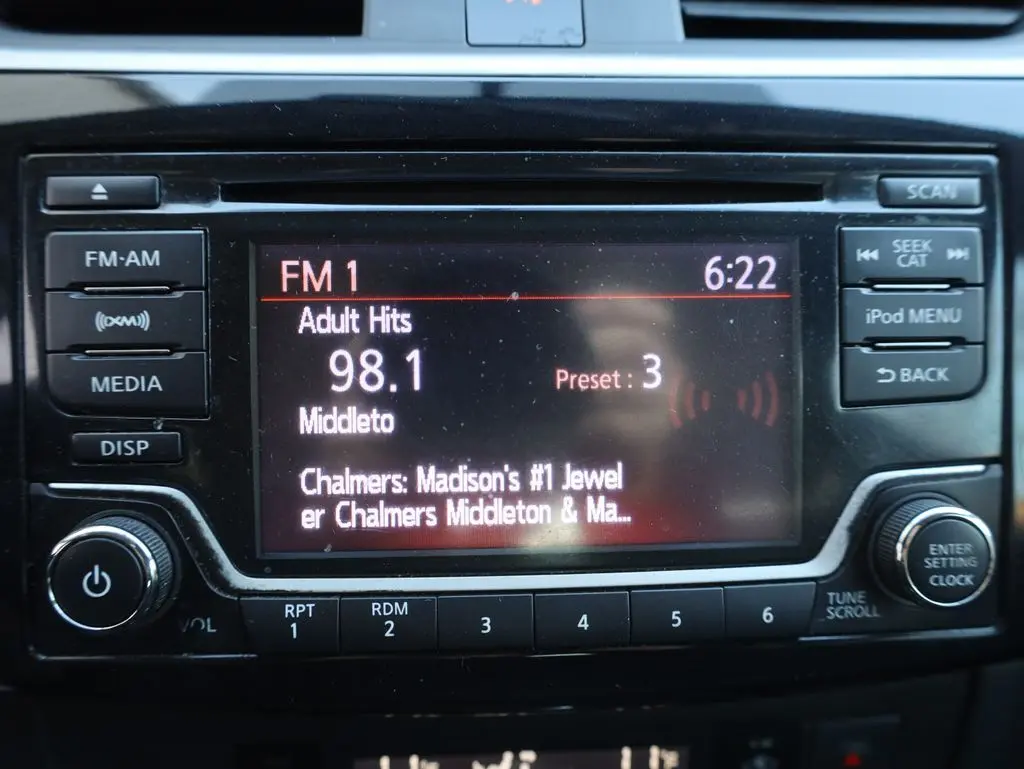 SCAN
FM·AM
SEEK
CAT
FM 1
6:22
(((XM)))
Adult Hits
iPod MENU
98.1
Preset : 3
MEDIA
BACK
Middleto
DISP
Chalmers: Madison's #1 Jewel
er Chalmers Middleton & Ma...
ENTER
SETTING
CLOCK
VOL
RPT
1
RDM
2
3
4
5
6
TUNE
SCROLL